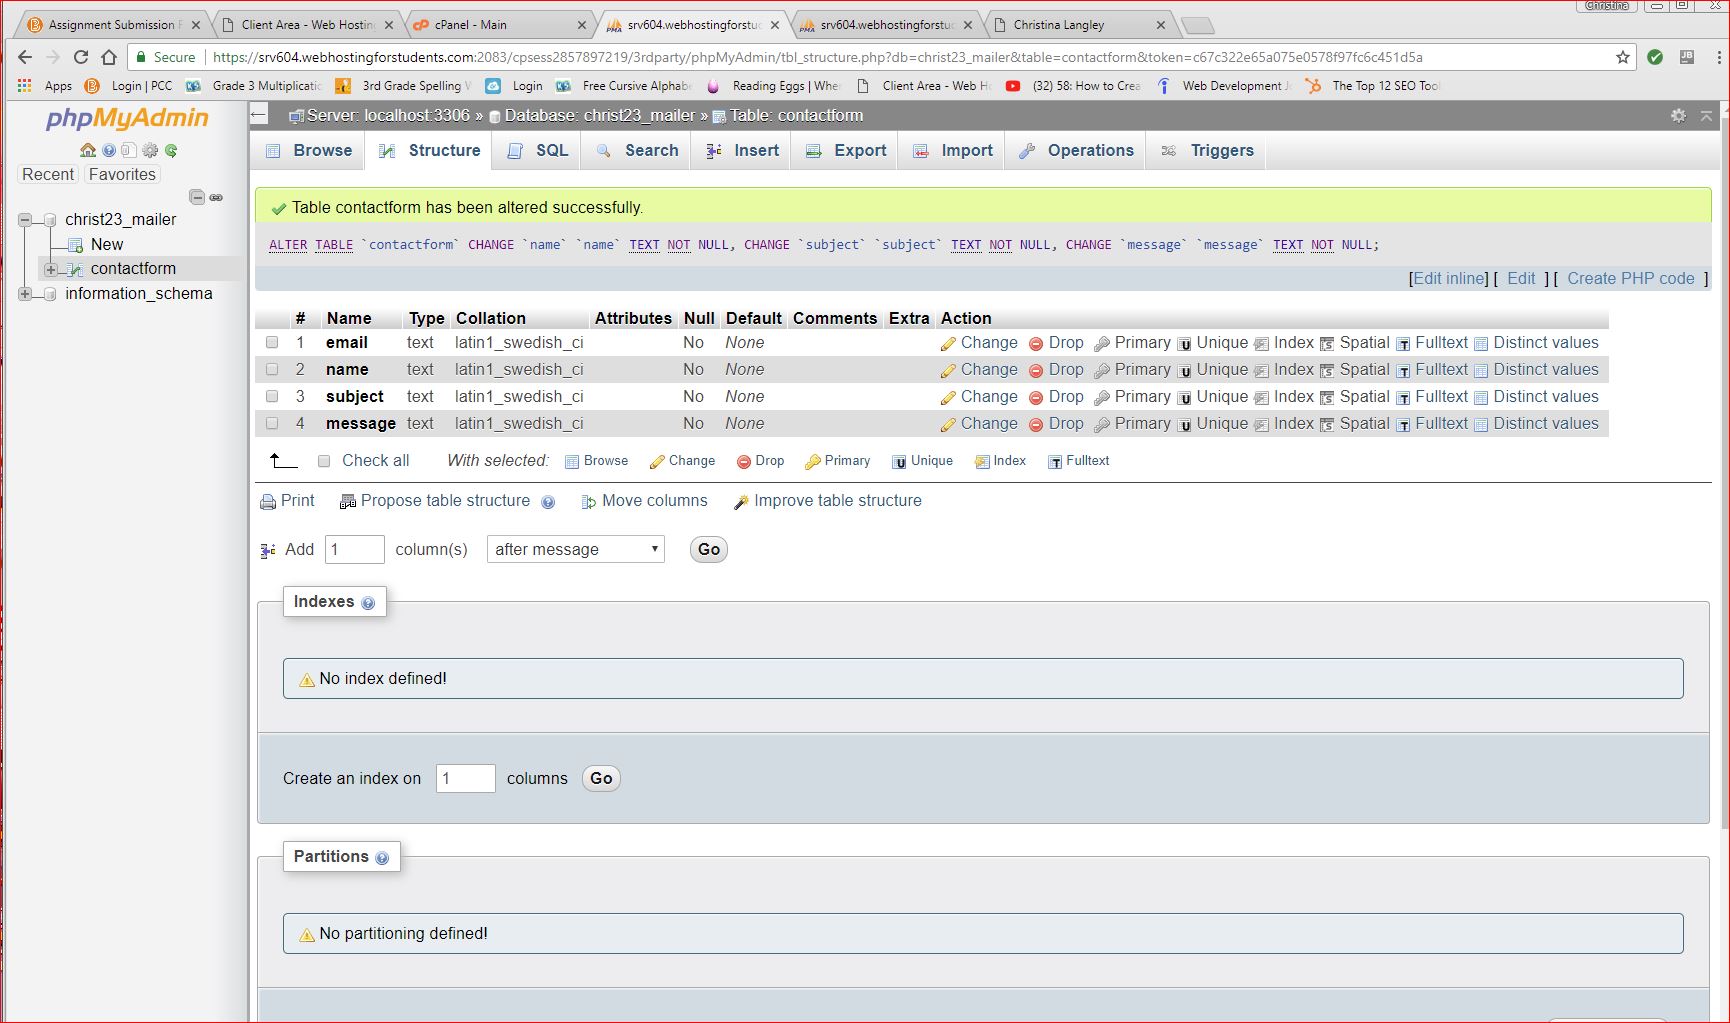 Christina
Assignment Submission F
Client Area - Web Hosting
cPanel - Main
srv604.webhostingforstud
srv604.webhostingforstud
Christina Langley
Secure https://srv604.webhostingforstudents.com:2083/cpsess2857897219/3rdparty/phpMyAdmin/tbl_structure.php?db=christ23_mailer&table=contactform&token=c67c322e65a075e0578f97fc6c451d5a
Apps Login | PCC Grade 3 Multiplicatio 3rd Grade Spelling W Login Free Cursive Alphabe Reading Eggs | Wher Client Area - Web Ho (32) 58: How to Crea Web Development Jo The Top 12 SEO Tool
phpMyAdmin
Recent Favorites
christ23_mailer
New
contactform
information_schema
Server: localhost:3306 » Database: christ23_mailer » Table: contactform
Browse Structure SQL Search Insert Export Import Operations Triggers
Table contactform has been altered successfully.
ALTER TABLE `contactform` CHANGE `name` `name` TEXT NOT NULL, CHANGE `subject` `subject` TEXT NOT NULL, CHANGE `message` `message` TEXT NOT NULL;
[Edit inline] [ Edit ] [ Create PHP code ]
# Name Type Collation Attributes Null Default Comments Extra Action
1 email text latin1_swedish_ci No None Change Drop Primary Unique Index Spatial Fulltext Distinct values
2 name text latin1_swedish_ci No None Change Drop Primary Unique Index Spatial Fulltext Distinct values
3 subject text latin1_swedish_ci No None Change Drop Primary Unique Index Spatial Fulltext Distinct values
4 message text latin1_swedish_ci No None Change Drop Primary Unique Index Spatial Fulltext Distinct values
Check all With selected: Browse Change Drop Primary Unique Index Fulltext
Print Propose table structure Move columns Improve table structure
Add 1 column(s) after message Go
Indexes
No index defined!
Create an index on 1 columns Go
Partitions
No partitioning defined!